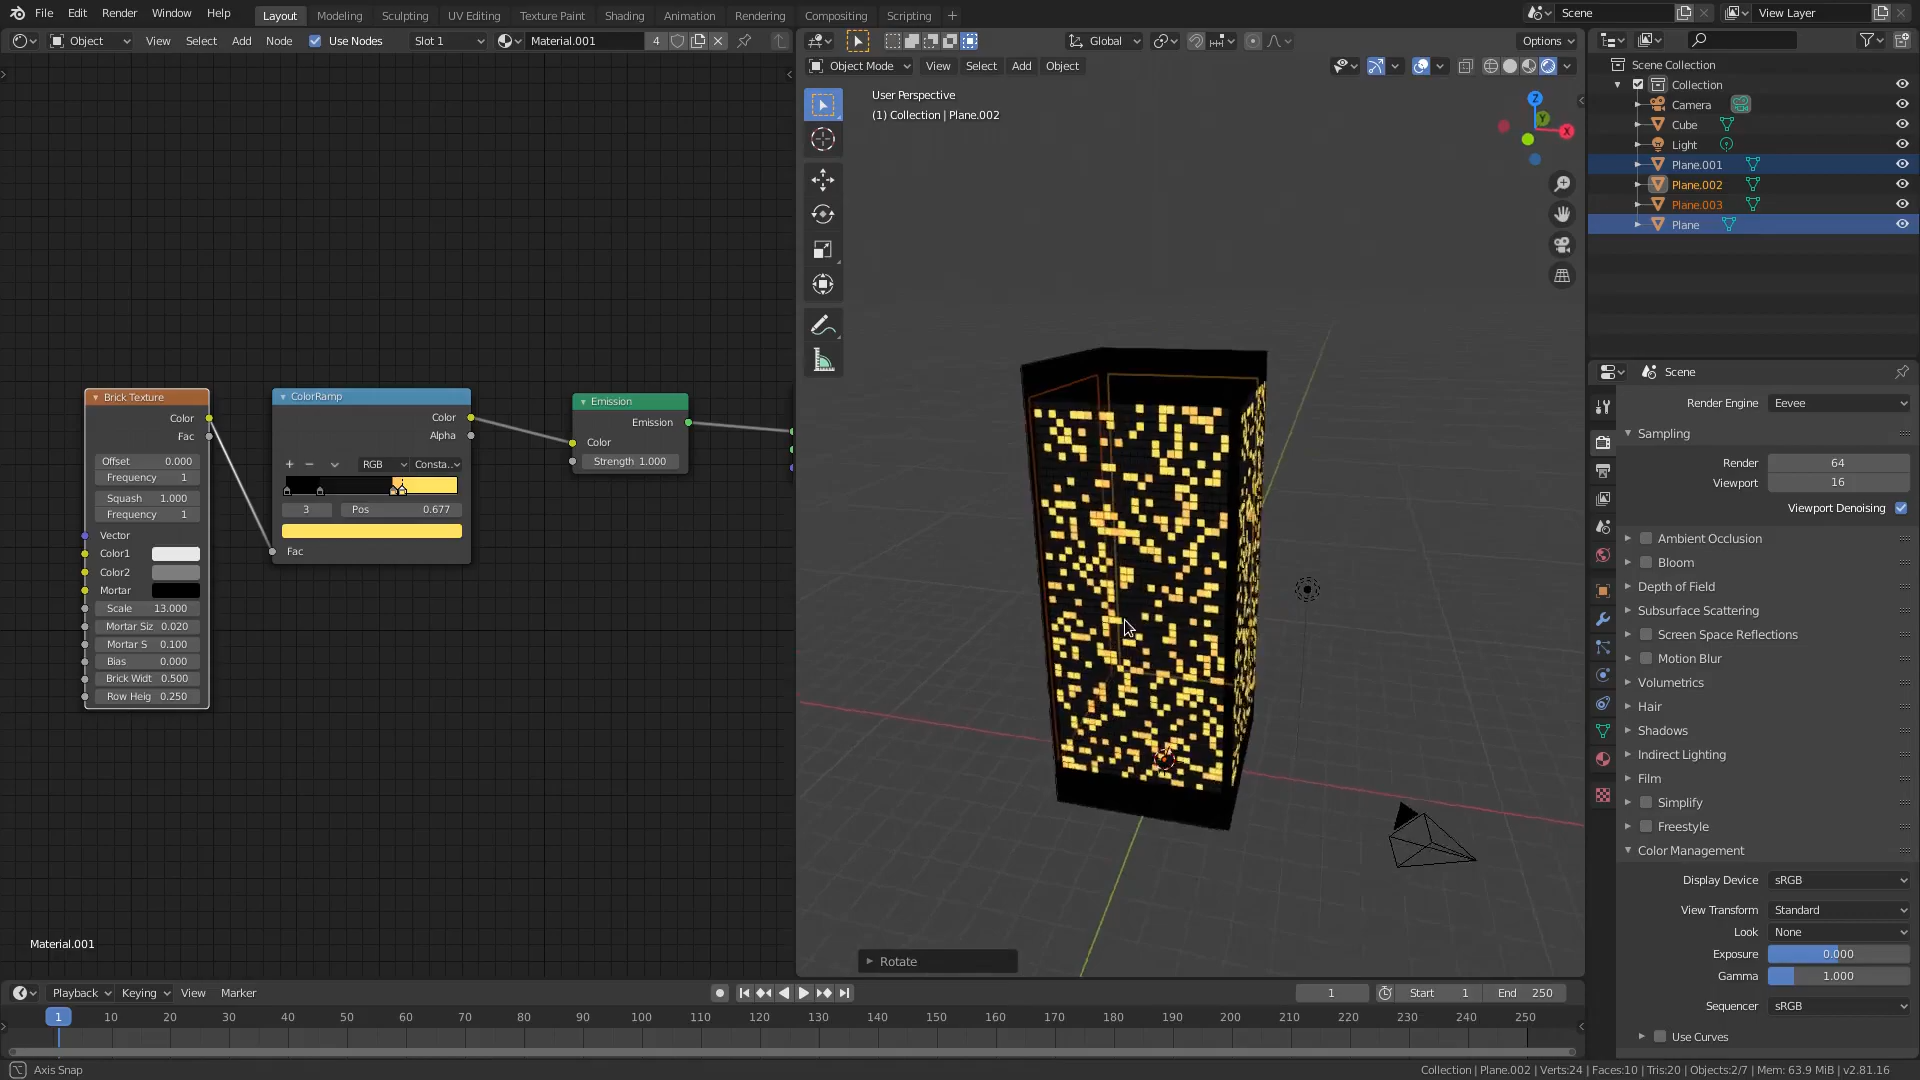 File Edit Render Window Help Layout Modeling Sculpting UV Editing Texture Paint Shading Animation Rendering Compositing Scripting + Scene View Layer
Object View Select Add Node Use Nodes Slot 1 Material.001 4
Global Options
Object Mode View Select Add Object
User Perspective
(1) Collection | Plane.002
Z
Y
X
Scene Collection
Collection
Camera
Cube
Light
Plane.001
Plane.002
Plane.003
Plane
Brick Texture
Color
Fac
Offset 0.000
Frequency 1
Squash 1.000
Frequency 1
Vector
Color1
Color2
Mortar
Scale 13.000
Mortar Siz 0.020
Mortar S 0.100
Bias 0.000
Brick Widt 0.500
Row Heig 0.250
ColorRamp
Color
Alpha
RGB Consta..
3 Pos 0.677
Fac
Emission
Emission
Color
Strength 1.000
Material.001
Rotate
Scene
Render Engine Eevee
Sampling
Render 64
Viewport 16
Viewport Denoising
Ambient Occlusion
Bloom
Depth of Field
Subsurface Scattering
Screen Space Reflections
Motion Blur
Volumetrics
Hair
Shadows
Indirect Lighting
Film
Simplify
Freestyle
Color Management
Display Device sRGB
View Transform Standard
Look None
Exposure 0.000
Gamma 1.000
Sequencer sRGB
Use Curves
Playback Keying View Marker 1 Start 1 End 250
1 10 20 30 40 50 60 70 80 90 100 110 120 130 140 150 160 170 180 190 200 210 220 230 240 250
Axis Snap
Collection | Plane.002 | Verts:24 | Faces:10 | Tris:20 | Objects:2/7 | Mem: 63.9 MiB | v2.81.16